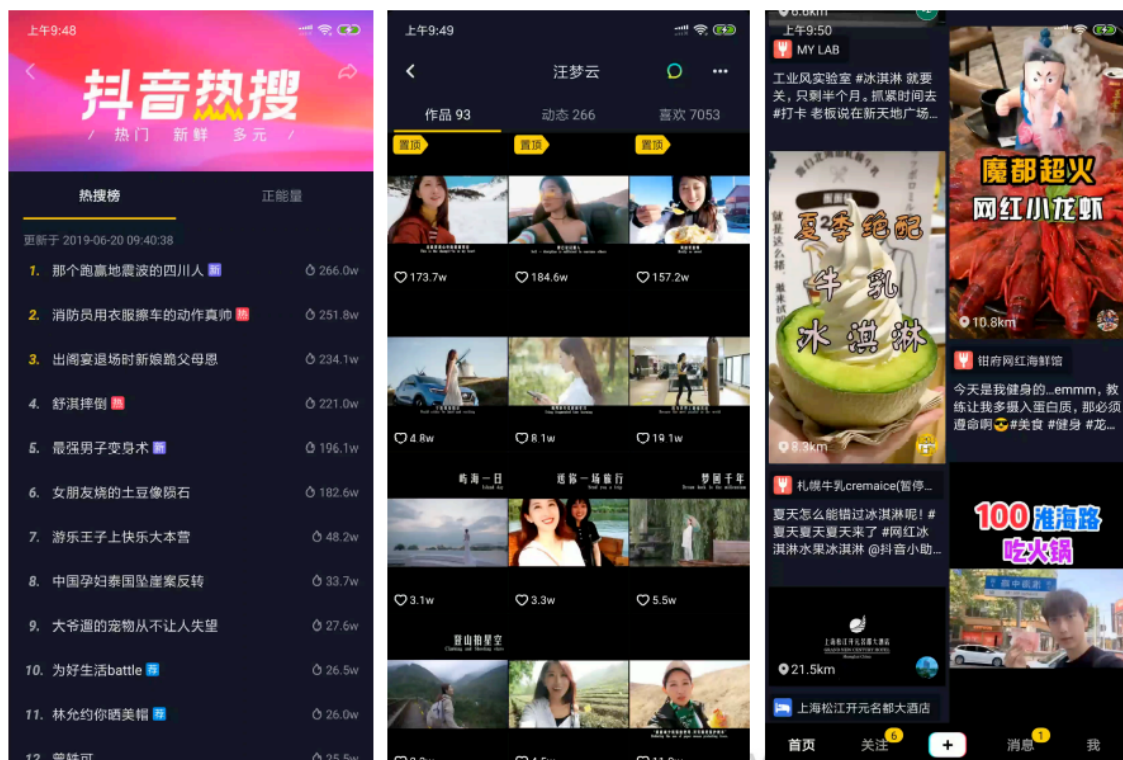 上午9:48
抖音热搜
/ 热门 新鲜 多元 /
热搜榜 正能量
更新于 2019-06-20 09:40:38
1. 那个跑赢地震波的四川人 新 266.0w
2. 消防员用衣服擦车的动作真帅 热 251.8w
3. 出阁宴退场时新娘跪父母恩 234.1w
4. 舒淇摔倒 热 221.0w
5. 最强男子变身术 新 196.1w
6. 女朋友烧的土豆像陨石 182.6w
7. 游乐王子上快乐大本营 48.2w
8. 中国孕妇泰国坠崖案反转 33.7w
9. 大爷遛的宠物从不让人失望 27.6w
10. 为好生活battle 荐 26.5w
11. 林允约你晒美帽 荐 26.0w
上午9:49
汪梦云
作品 93 动态 266 喜欢 7053
置顶 置顶 置顶
173.7w 184.6w 157.2w
4.8w 8.1w 19.1w
屿海一日 送你一场旅行 梦回千年
3.1w 3.3w 5.5w
登山拍星空
上午9:50
6.6km
MY LAB
工业风实验室 #冰淇淋 就要
关，只剩半个月。抓紧时间去
#打卡 老板说在新天地广场...
夏季绝配
牛乳
冰淇淋
8.3km
札幌牛乳cremaice(暂停...
夏天怎么能错过冰淇淋呢！#
夏天夏天夏天来了 #网红冰
淇淋水果冰淇淋 @抖音小助...
上海松江开元名都大酒店
GRAND NEW CENTURY HOTEL
21.5km
上海松江开元名都大酒店
魔都超火
网红小龙虾
10.8km
钳府网红海鲜馆
今天是我健身的...emmm，教
练让我多摄入蛋白质，那必须
遵命啊😎#美食 #健身 #龙...
100 淮海路
吃火锅
首页 关注 6 + 消息 1 我